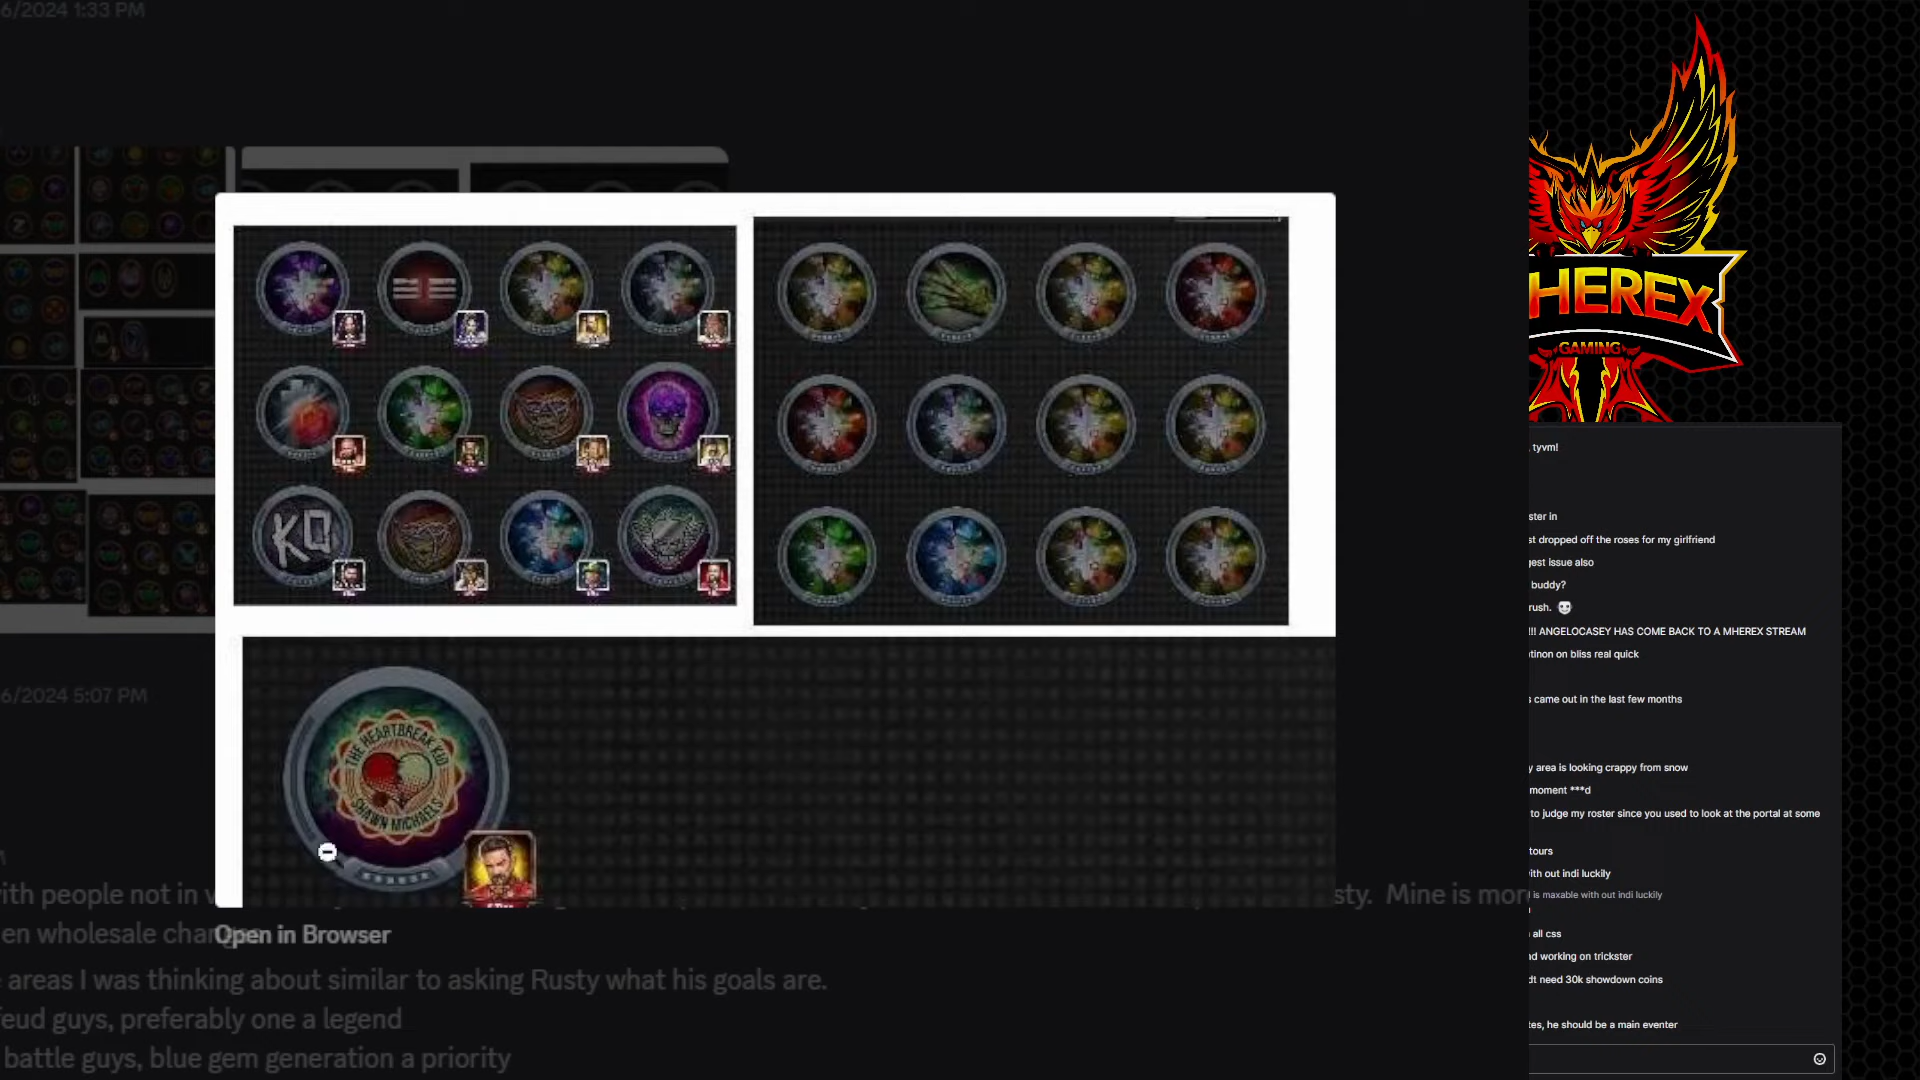 6/2024 1:33 PM
KO
THE HEARTBREAK KID
SHAWN MICHAELS
6/2024 5:07 PM
ith people not in v
sty. Mine is mor
en wholesale chan
Open in Browser
e areas I was thinking about similar to asking Rusty what his goals are.
feud guys, preferably one a legend
battle guys, blue gem generation a priority
HEREX
GAMING
, tyvm!
ster in
st dropped off the roses for my girlfriend
gest issue also
buddy?
rush.
!!! ANGELOCASEY HAS COME BACK TO A MHEREX STREAM
tinon on bliss real quick
s came out in the last few months
y area is looking crappy from snow
moment ***d
to judge my roster since you used to look at the portal at some
tours
ith out indi luckily
is maxable with out indi luckily
all css
d working on trickster
dt need 30k showdown coins
tes, he should be a main eventer